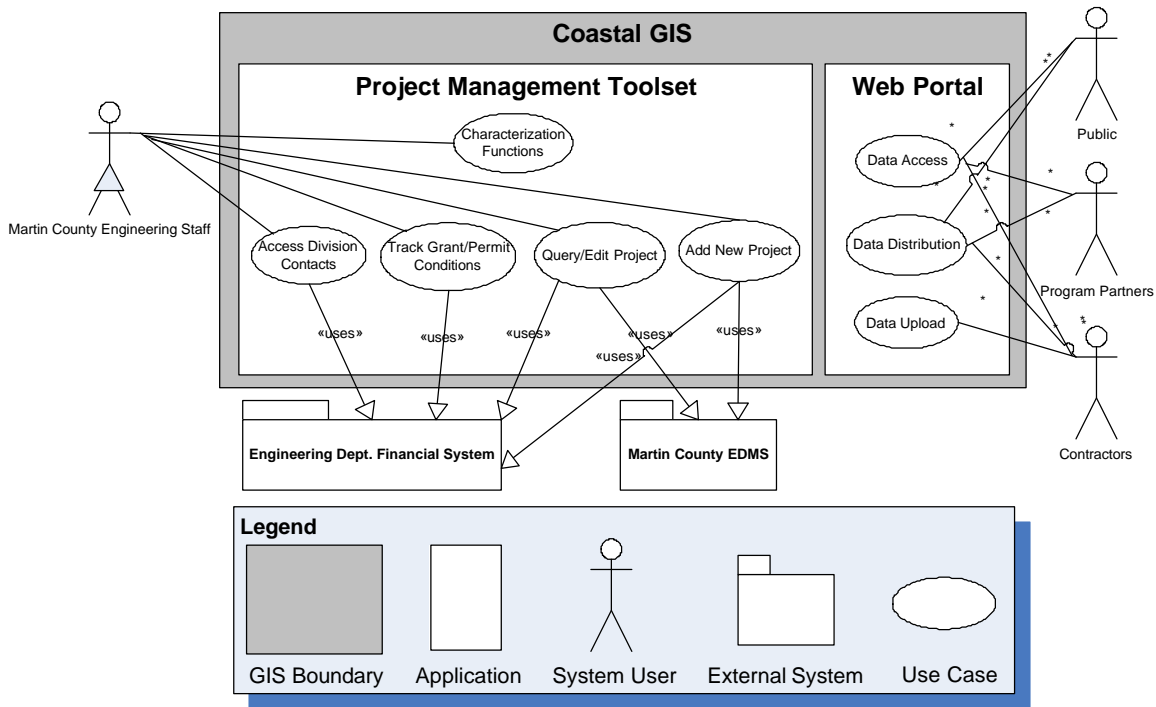 Coastal GIS
Project Management Toolset
Web Portal
Characterization
Functions
Data Access
Public
Martin County Engineering Staff
Access Division
Contacts
Track Grant/Permit
Conditions
Query/Edit Project
Add New Project
Data Distribution
Program Partners
Data Upload
«uses»
«uses»
«uses»
«uses»
«uses»
«uses»
*
*
*
*
*
*
*
*
*
*
*
*
*
*
Engineering Dept. Financial System
Martin County EDMS
Contractors
Legend
GIS Boundary
Application
System User
External System
Use Case